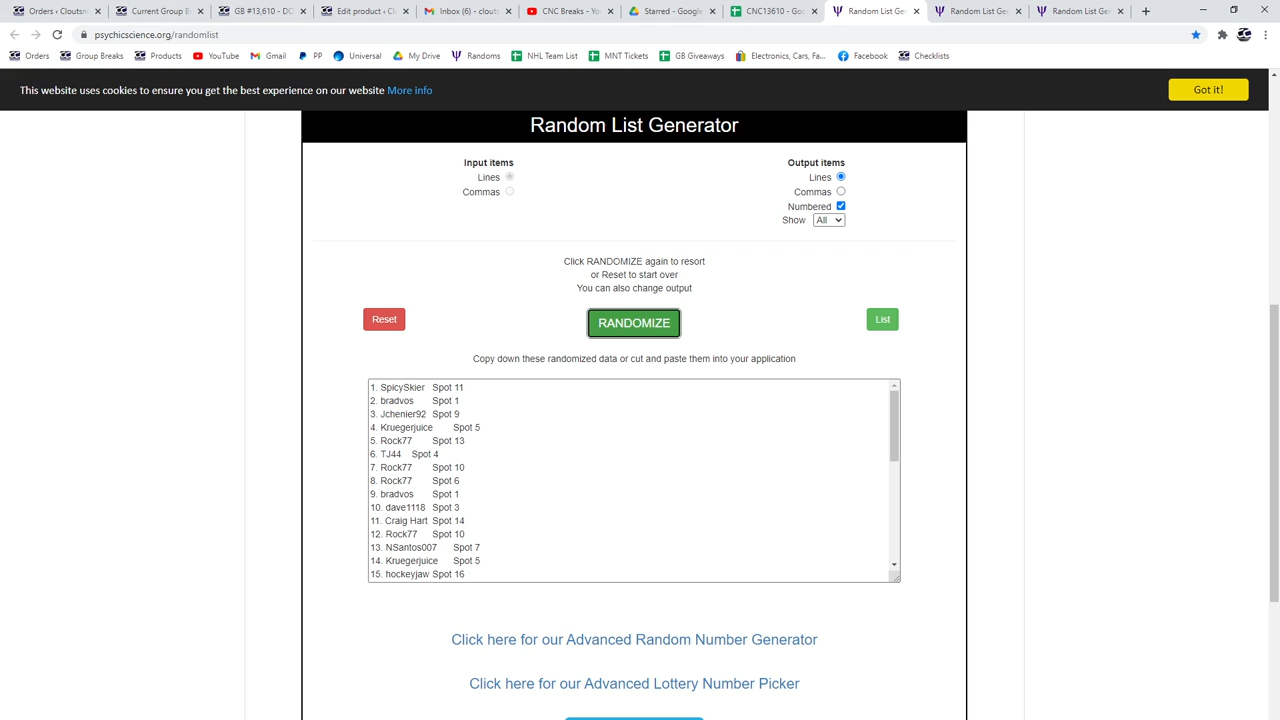 Orders ‹ Cloutsn
Current Group B
GB #13,610 - DC
Edit product ‹ Cl
Inbox (6) - clouts
CNC Breaks - Yo
Starred - Google
CNC13610 - Goo
Random List Gen
Random List Gen
Random List Gen
psychicscience.org/randomlist
Orders
Group Breaks
Products
YouTube
Gmail
PP
Universal
My Drive
Randoms
NHL Team List
MNT Tickets
GB Giveaways
Electronics, Cars, Fa...
Facebook
Checklists
This website uses cookies to ensure you get the best experience on our website More info
Got it!
Random List Generator
Input items
Lines
Commas
Output items
Lines
Commas
Numbered
Show All
Click RANDOMIZE again to resort
or Reset to start over
You can also change output
Reset
RANDOMIZE
List
Copy down these randomized data or cut and paste them into your application
1. SpicySkier Spot 11
2. bradvos Spot 1
3. Jchenier92 Spot 9
4. Kruegerjuice Spot 5
5. Rock77 Spot 13
6. TJ44 Spot 4
7. Rock77 Spot 10
8. Rock77 Spot 6
9. bradvos Spot 1
10. dave1118 Spot 3
11. Craig Hart Spot 14
12. Rock77 Spot 10
13. NSantos007 Spot 7
14. Kruegerjuice Spot 5
15. hockeyjaw Spot 16
Click here for our Advanced Random Number Generator
Click here for our Advanced Lottery Number Picker